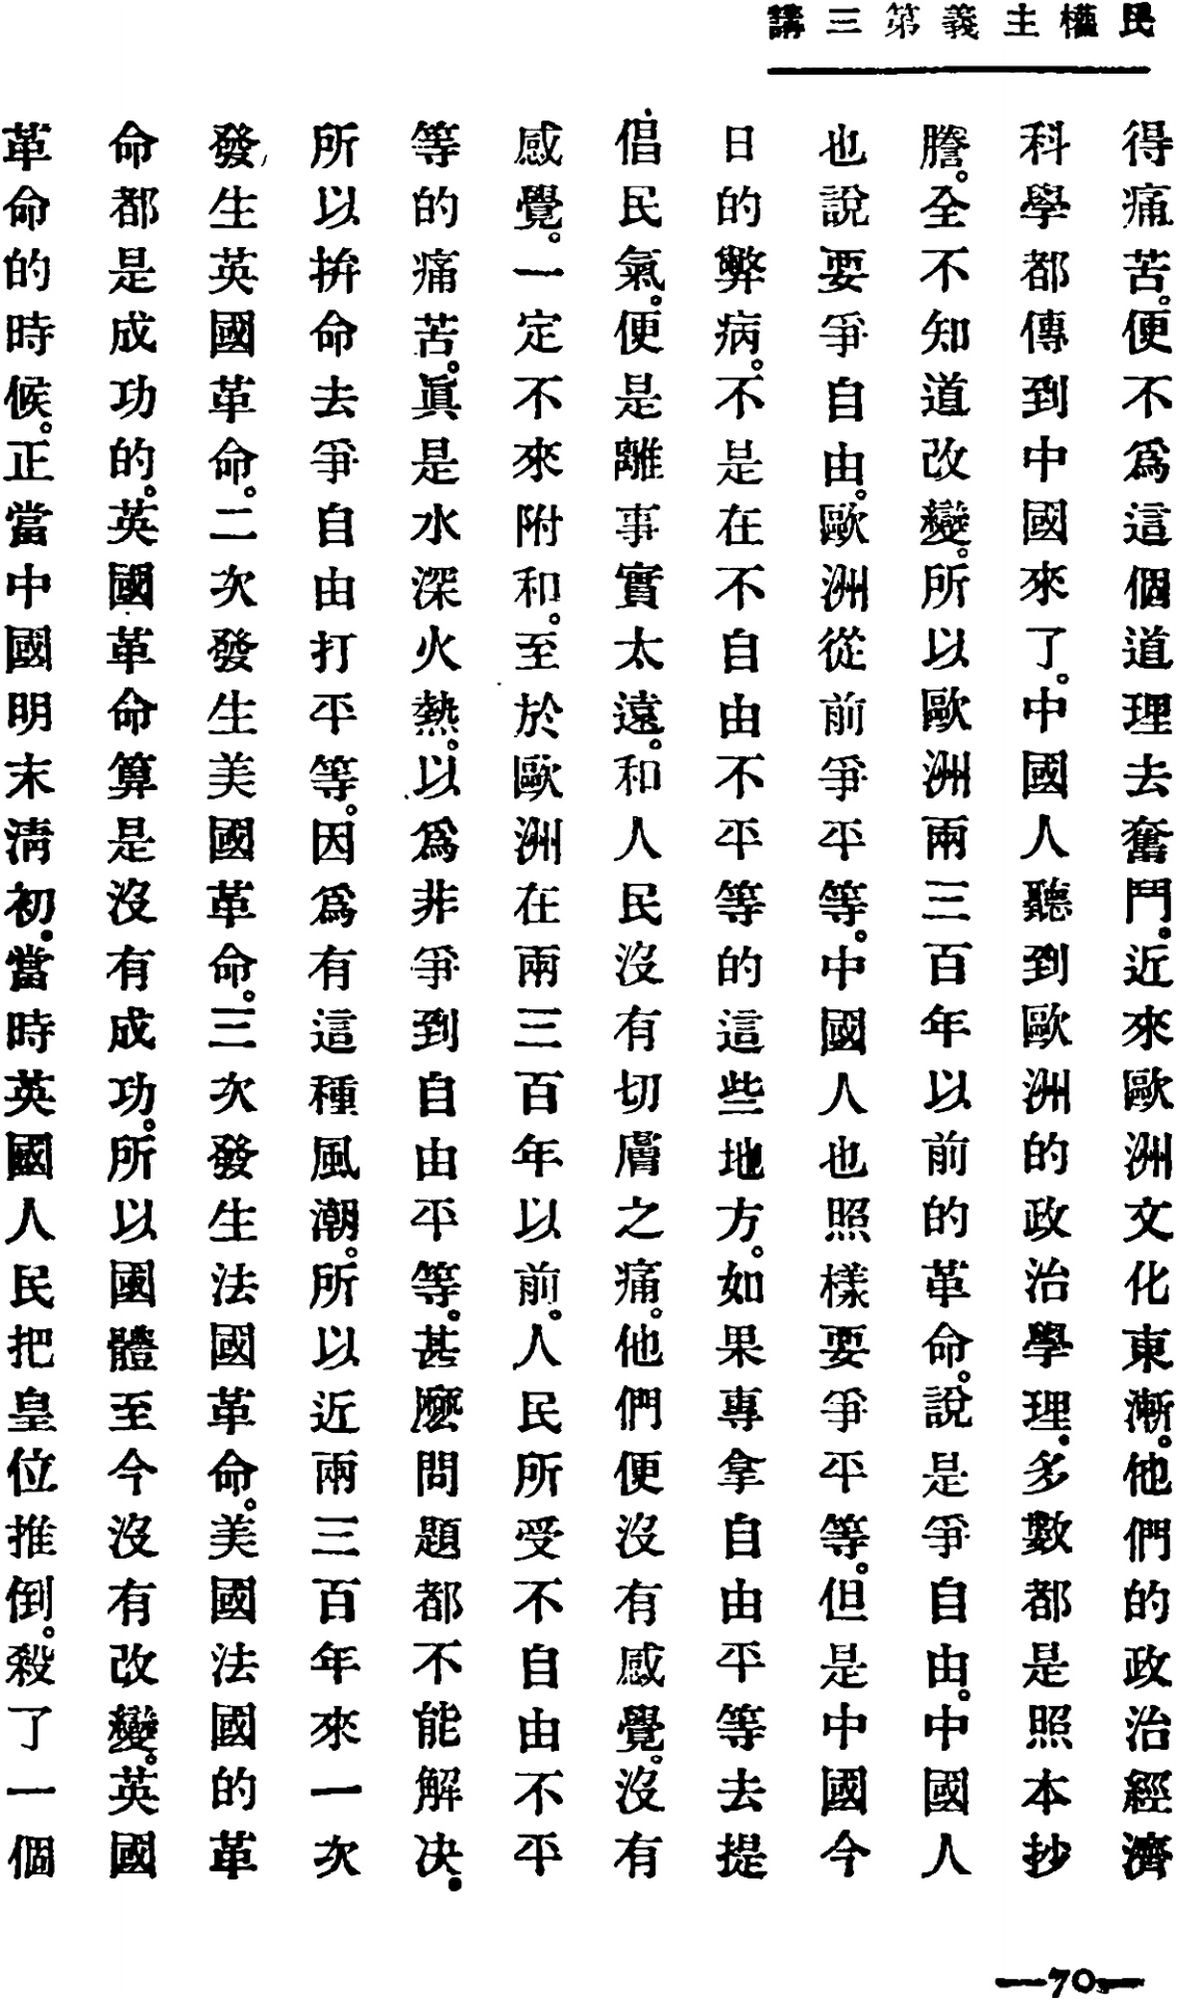 民權主義第三講
得痛苦。便不爲這個道理去奮鬥。近來歐洲文化東漸。他們的政治經濟
科學都傳到中國來了。中國人聽到歐洲的政治學理。多數都是照本抄
謄。全不知道改變。所以歐洲兩三百年以前的革命。說是爭自由。中國人
也說要爭自由。歐洲從前爭平等。中國人也照樣要爭平等。但是中國今
日的弊病。不是在不自由不平等的這些地方。如果專拿自由平等去提
倡民氣。便是離事實太遠。和人民沒有切膚之痛。他們便沒有感覺。沒有
感覺。一定不來附和。至於歐洲在兩三百年以前。人民所受不自由不平
等的痛苦。眞是水深火熱。以爲非爭到自由平等。甚麼問題都不能解決。
所以拚命去爭自由打平等。因爲有這種風潮。所以近兩三百年來一次
發生英國革命。二次發生美國革命。三次發生法國革命。美國法國的革
命都是成功的。英國革命算是沒有成功。所以國體至今沒有改變。英國
革命的時候。正當中國明末淸初。當時英國人民把皇位推倒。殺了一個
—70—